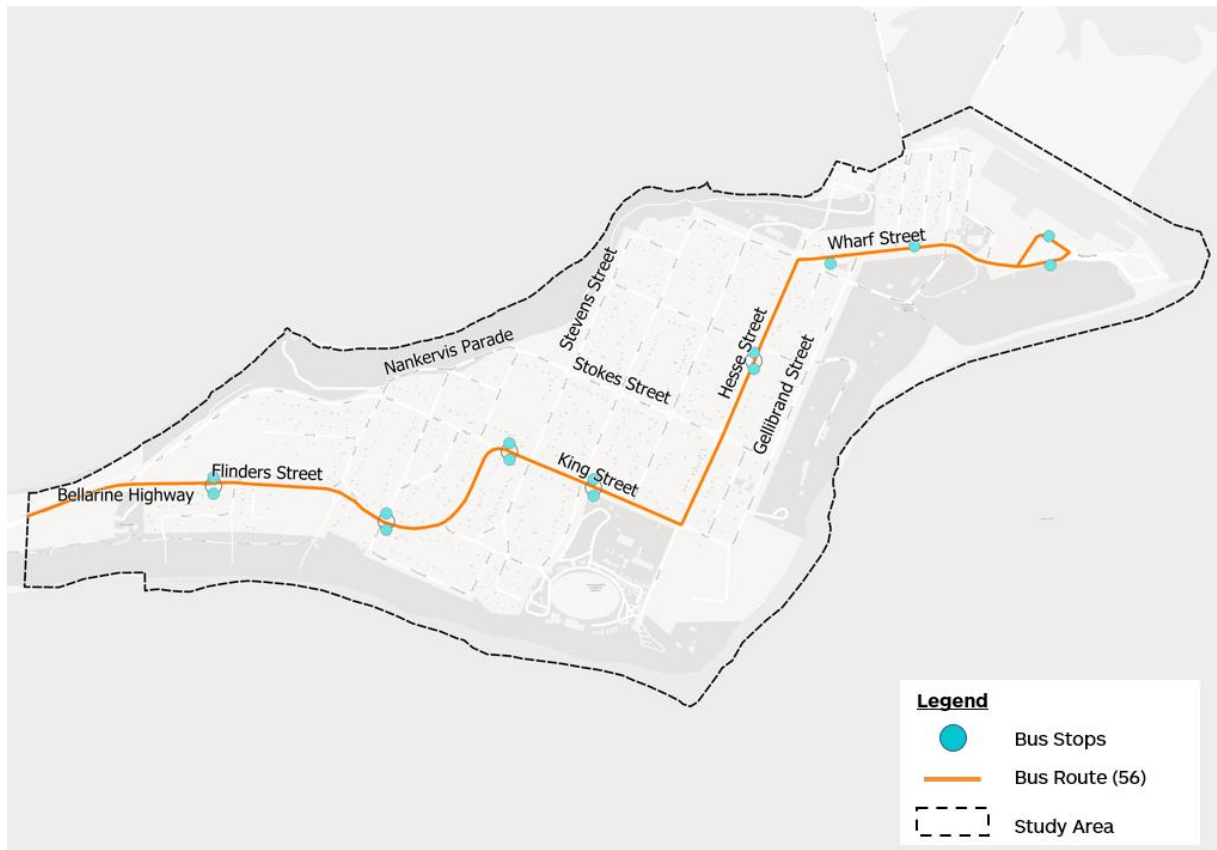 Wharf Street
Stevens Street
Nankervis Parade
Hesse Street
Stokes Street
Gellibrand Street
King Street
Flinders Street
Bellarine Highway
Legend
Bus Stops
Bus Route (56)
Study Area